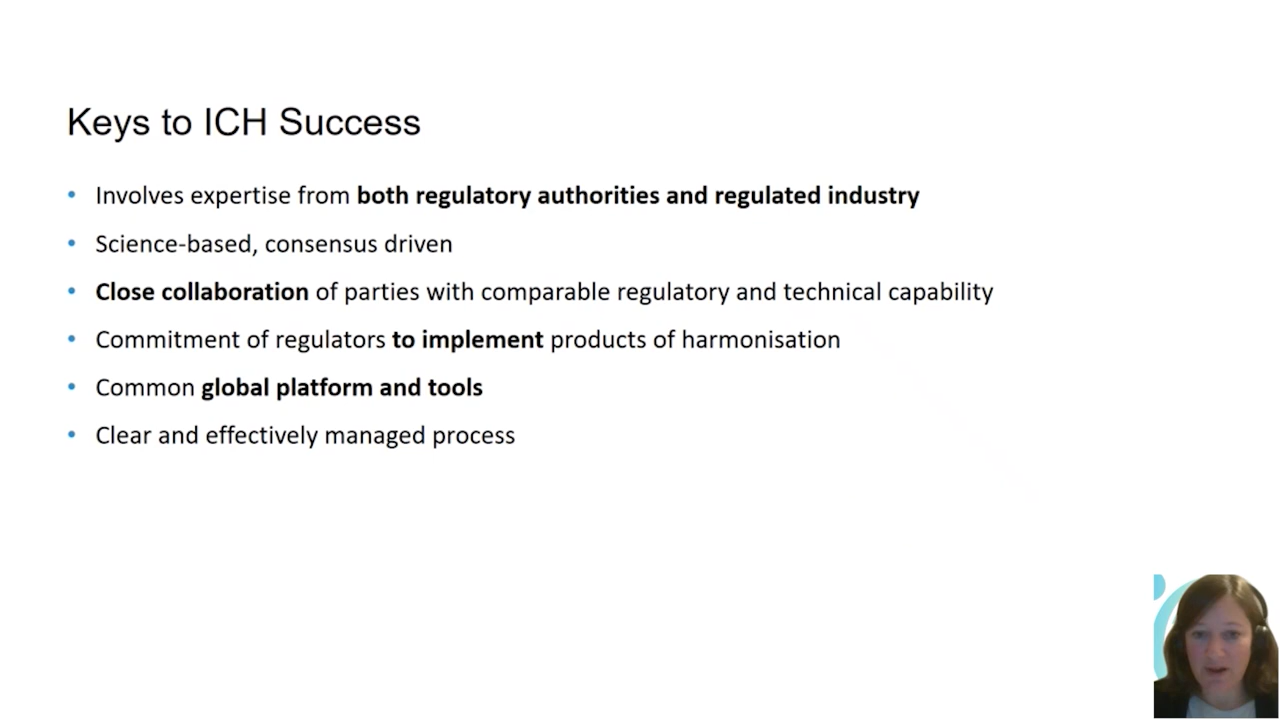 Keys to ICH Success
• Involves expertise from both regulatory authorities and regulated industry
• Science-based, consensus driven
• Close collaboration of parties with comparable regulatory and technical capability
• Commitment of regulators to implement products of harmonisation
• Common global platform and tools
• Clear and effectively managed process